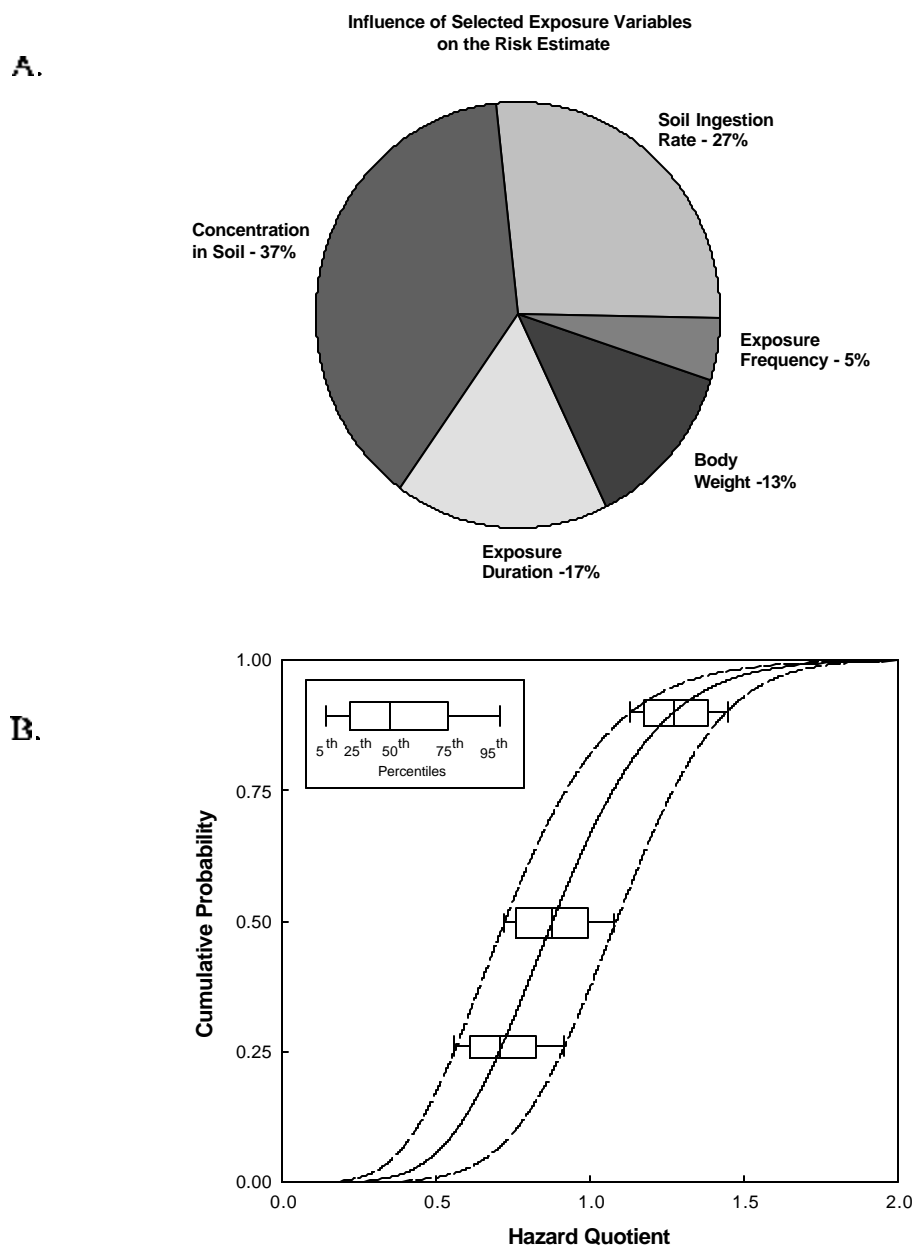 Influence of Selected Exposure Variables
on the Risk Estimate
A.
Soil Ingestion
Rate - 27%
Concentration
in Soil - 37%
Exposure
Frequency - 5%
Body
Weight -13%
Exposure
Duration -17%
B.
1.00
0.75
0.50
0.25
0.00
Cumulative Probability
5th 25th 50th 75th 95th
Percentiles
0.0 0.5 1.0 1.5 2.0
Hazard Quotient